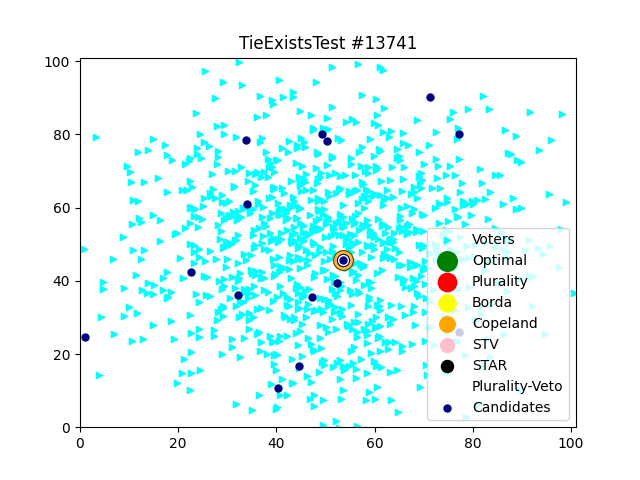 TieExistsTest #13741
100
80
60
40
20
0
0
20
40
60
80
100
Voters
Optimal
Plurality
Borda
Copeland
STV
STAR
Plurality-Veto
Candidates